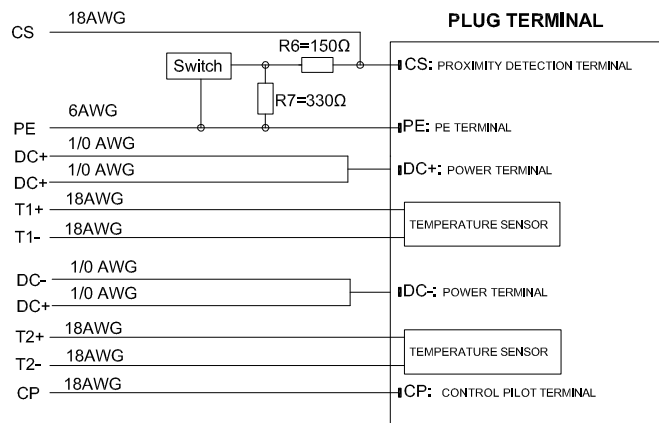 PLUG TERMINAL
CS 18AWG
R6=150Ω
Switch
CS: PROXIMITY DETECTION TERMINAL
R7=330Ω
PE 6AWG
PE: PE TERMINAL
DC+ 1/0 AWG
DC+ 1/0 AWG
DC+: POWER TERMINAL
T1+ 18AWG
T1- 18AWG
TEMPERATURE SENSOR
DC- 1/0 AWG
DC+ 1/0 AWG
DC-: POWER TERMINAL
T2+ 18AWG
T2- 18AWG
TEMPERATURE SENSOR
CP 18AWG
CP: CONTROL PILOT TERMINAL